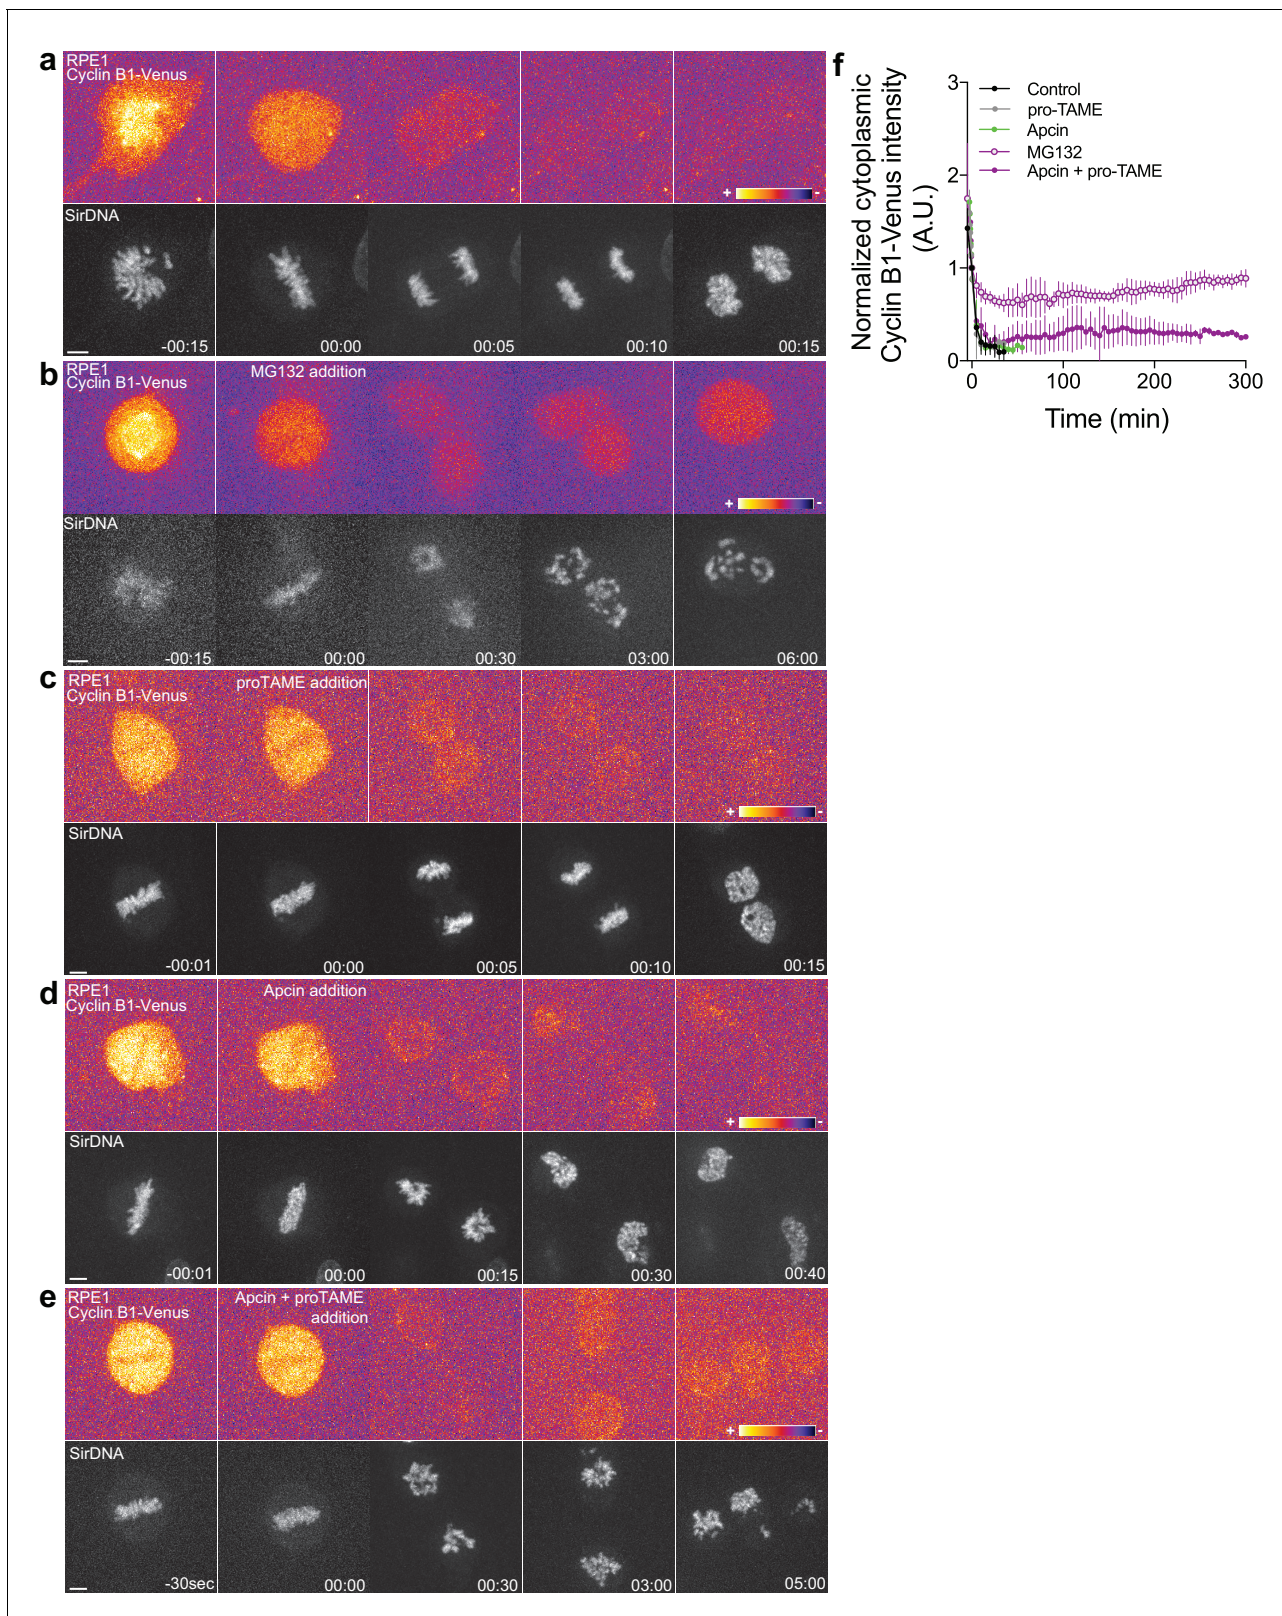 a
RPE1
Cyclin B1-Venus
+ -
SirDNA
-00:15 00:00 00:05 00:10 00:15
b
RPE1
Cyclin B1-Venus
MG132 addition
+ -
SirDNA
-00:15 00:00 00:30 03:00 06:00
c
RPE1
Cyclin B1-Venus
proTAME addition
+ -
SirDNA
-00:01 00:00 00:05 00:10 00:15
d
RPE1
Cyclin B1-Venus
Apcin addition
+ -
SirDNA
-00:01 00:00 00:15 00:30 00:40
e
RPE1
Cyclin B1-Venus
Apcin + proTAME
addition
+ -
SirDNA
-30sec 00:00 00:30 03:00 05:00
f
Normalized cytoplasmic
Cyclin B1-Venus intensity
(A.U.)
3
2
1
0
Control
pro-TAME
Apcin
MG132
Apcin + pro-TAME
0 100 200 300
Time (min)